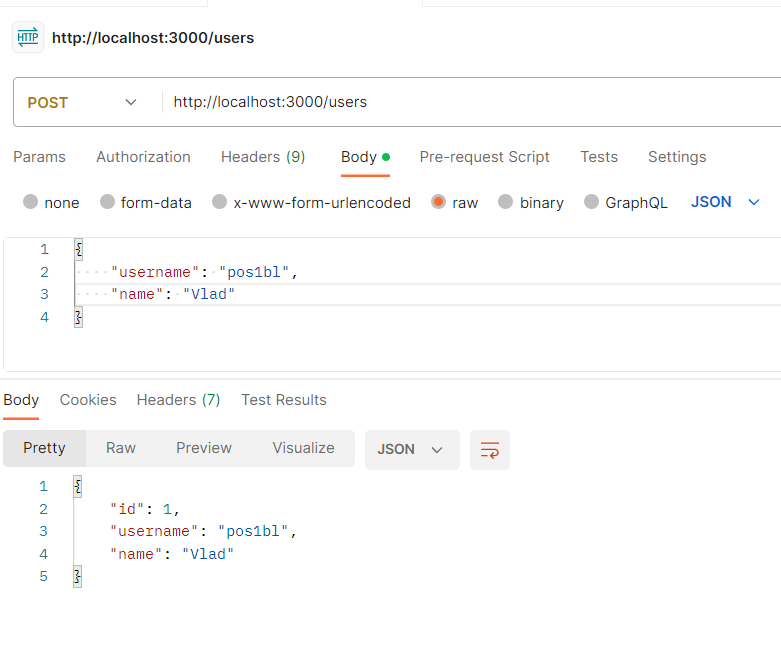 HTTP http://localhost:3000/users
POST http://localhost:3000/users
Params Authorization Headers (9) Body Pre-request Script Tests Settings
none form-data x-www-form-urlencoded raw binary GraphQL JSON
1 {
2 "username": "pos1bl",
3 "name": "Vlad"
4 }
Body Cookies Headers (7) Test Results
Pretty Raw Preview Visualize JSON
1 {
2 "id": 1,
3 "username": "pos1bl",
4 "name": "Vlad"
5 }